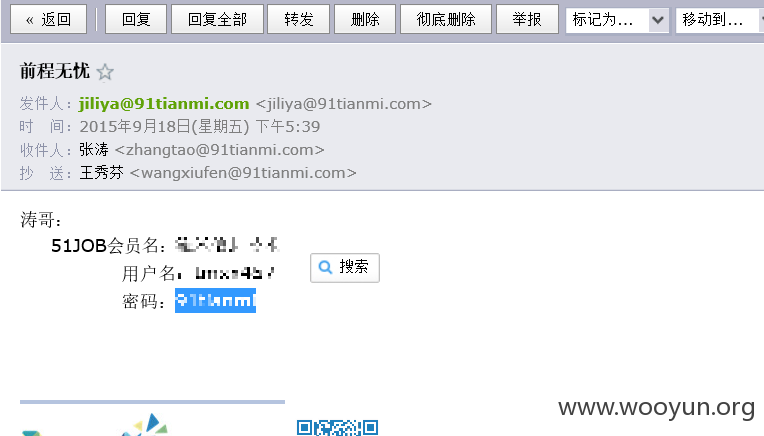 « 返回 回复 回复全部 转发 删除 彻底删除 举报 标记为... 移动到...
前程无忧
发件人：jiliya@91tianmi.com <jiliya@91tianmi.com>
时 间：2015年9月18日(星期五) 下午5:39
收件人：张涛 <zhangtao@91tianmi.com>
抄 送：王秀芬 <wangxiufen@91tianmi.com>
涛哥：
51JOB会员名：
用户名：
搜索
密码：
www.wooyun.org